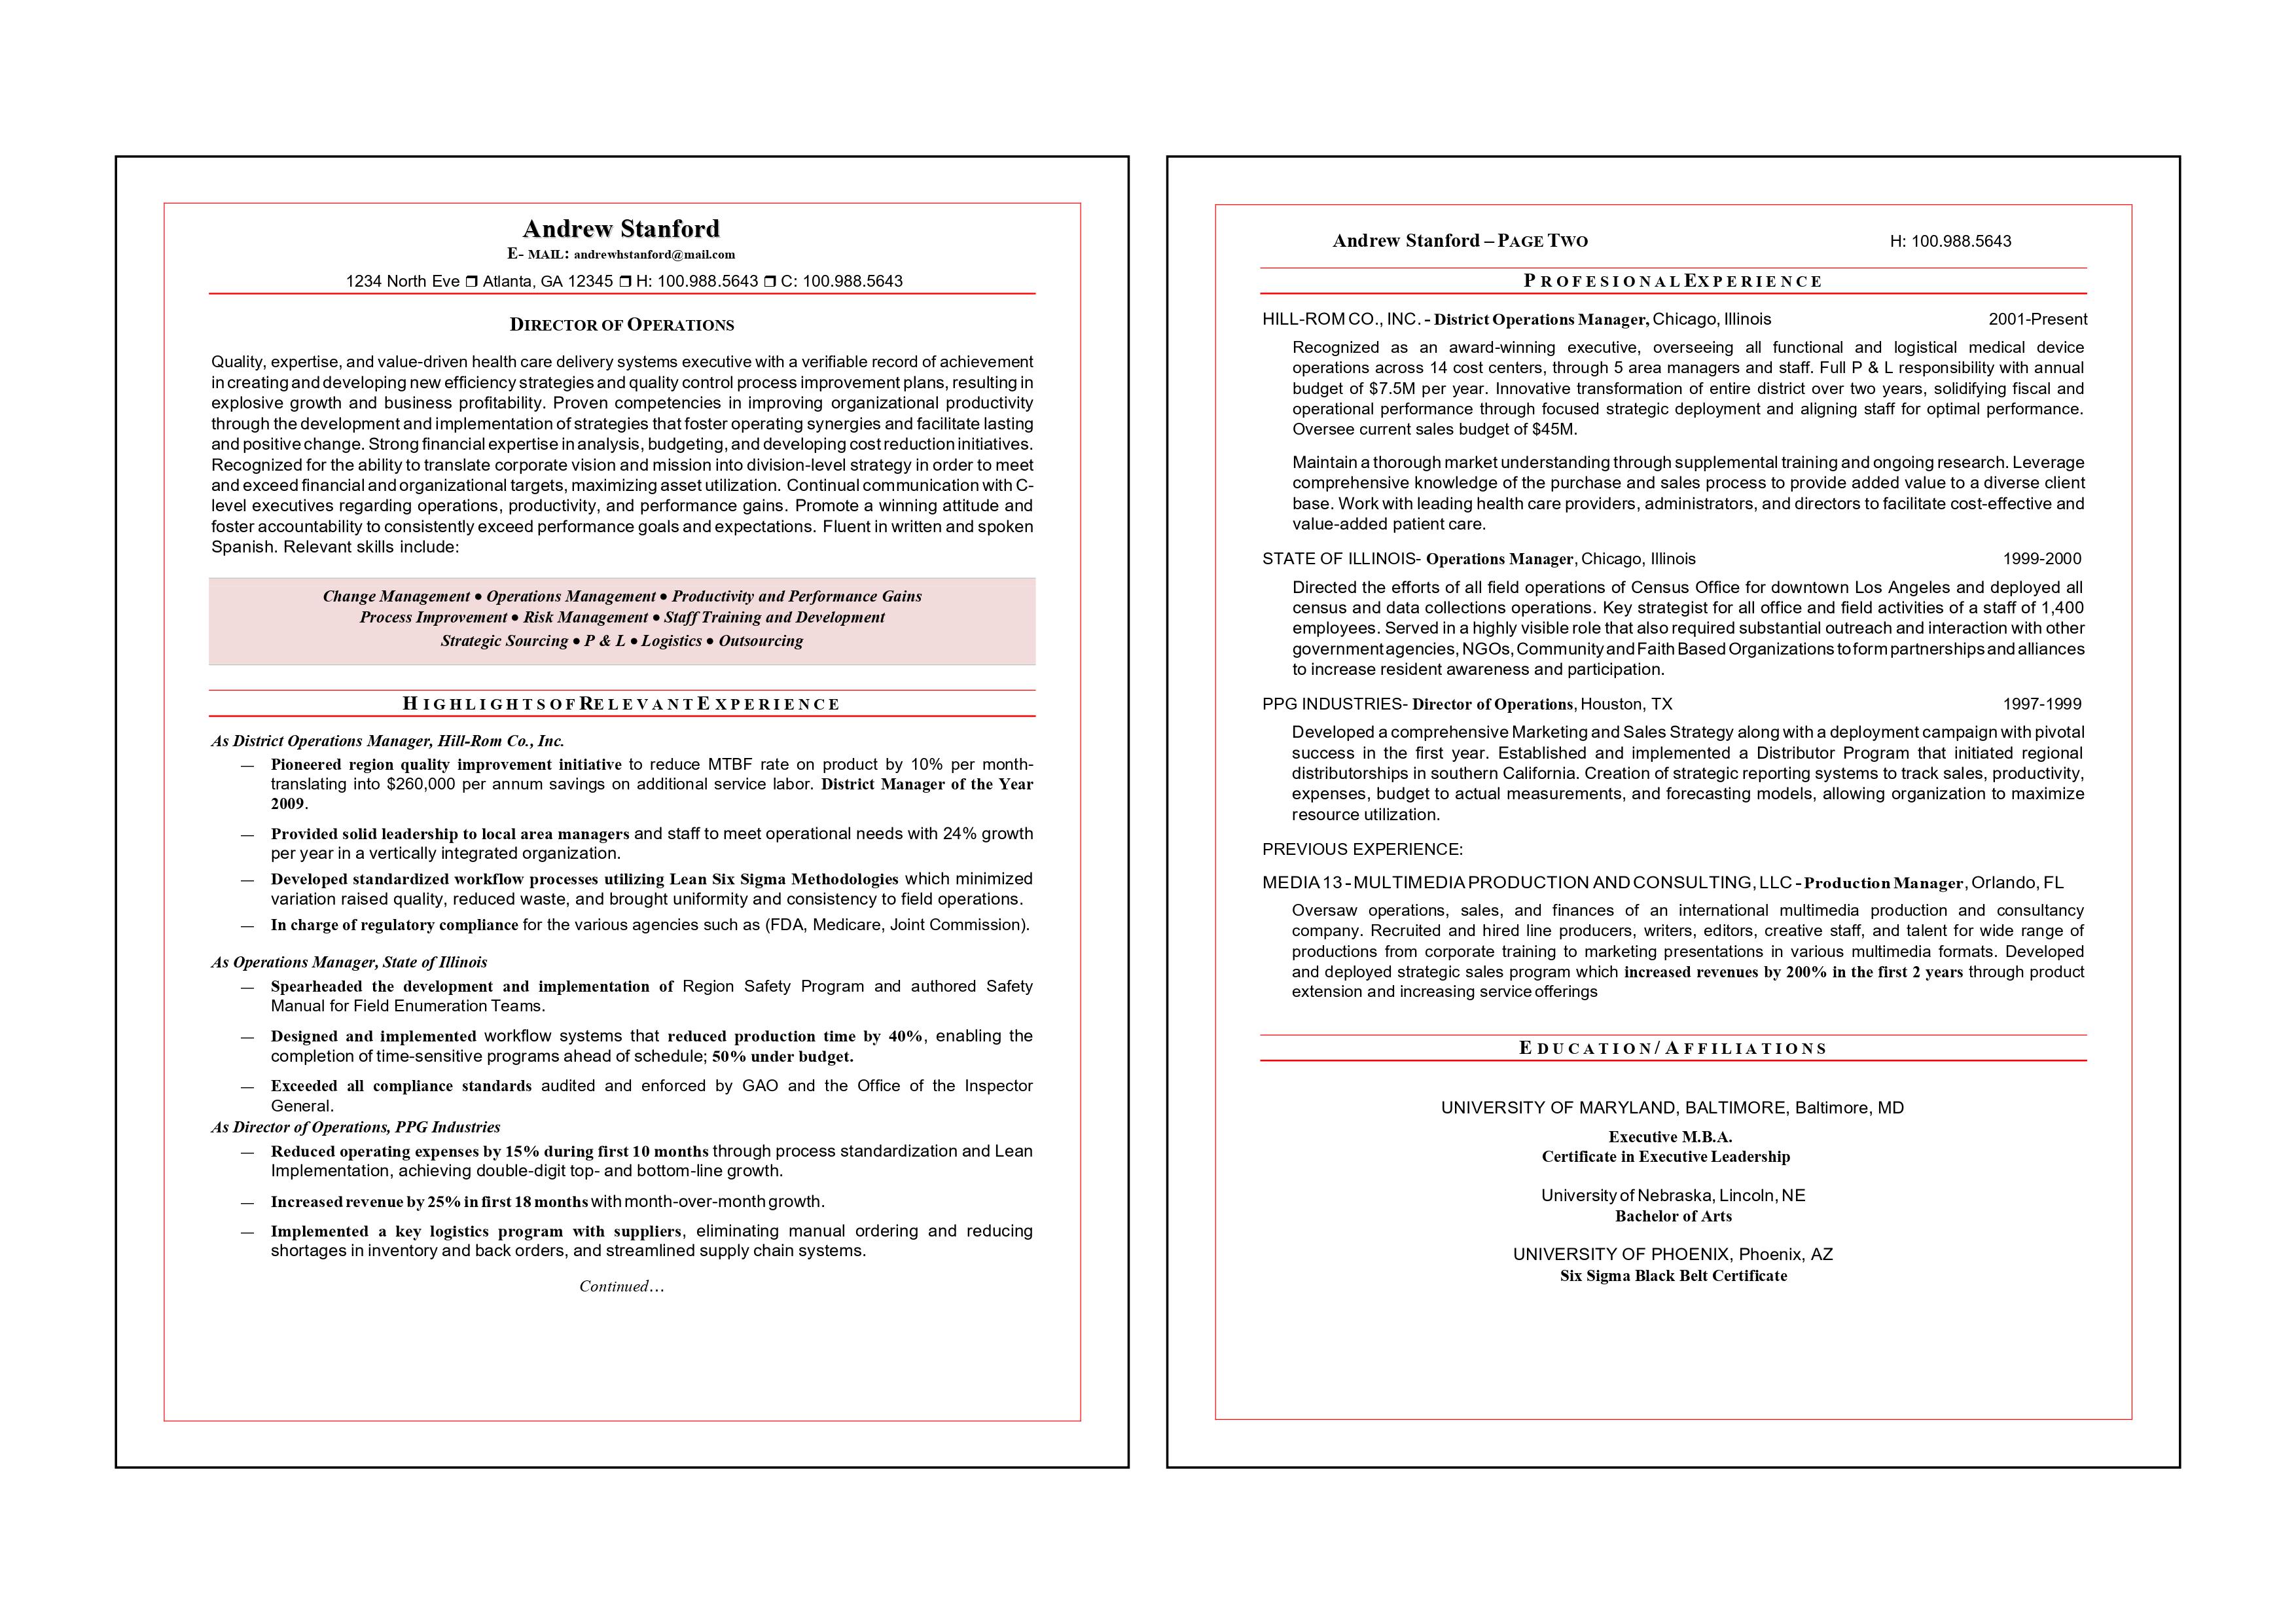 Andrew Stanford
E- MAIL: andrewhstanford@mail.com
1234 North Eve ❒ Atlanta, GA 12345 ❒ H: 100.988.5643 ❒ C: 100.988.5643
DIRECTOR OF OPERATIONS
Quality, expertise, and value-driven health care delivery systems executive with a verifiable record of achievement
in creating and developing new efficiency strategies and quality control process improvement plans, resulting in
explosive growth and business profitability. Proven competencies in improving organizational productivity
through the development and implementation of strategies that foster operating synergies and facilitate lasting
and positive change. Strong financial expertise in analysis, budgeting, and developing cost reduction initiatives.
Recognized for the ability to translate corporate vision and mission into division-level strategy in order to meet
and exceed financial and organizational targets, maximizing asset utilization. Continual communication with C-
level executives regarding operations, productivity, and performance gains. Promote a winning attitude and
foster accountability to consistently exceed performance goals and expectations. Fluent in written and spoken
Spanish. Relevant skills include:
Change Management • Operations Management • Productivity and Performance Gains
Process Improvement • Risk Management • Staff Training and Development
Strategic Sourcing • P & L • Logistics • Outsourcing
HIGHLIGHTS OF RELEVANT EXPERIENCE
As District Operations Manager, Hill-Rom Co., Inc.
— Pioneered region quality improvement initiative to reduce MTBF rate on product by 10% per month-
translating into $260,000 per annum savings on additional service labor. District Manager of the Year
2009.
— Provided solid leadership to local area managers and staff to meet operational needs with 24% growth
per year in a vertically integrated organization.
— Developed standardized workflow processes utilizing Lean Six Sigma Methodologies which minimized
variation raised quality, reduced waste, and brought uniformity and consistency to field operations.
— In charge of regulatory compliance for the various agencies such as (FDA, Medicare, Joint Commission).
As Operations Manager, State of Illinois
— Spearheaded the development and implementation of Region Safety Program and authored Safety
Manual for Field Enumeration Teams.
— Designed and implemented workflow systems that reduced production time by 40%, enabling the
completion of time-sensitive programs ahead of schedule; 50% under budget.
— Exceeded all compliance standards audited and enforced by GAO and the Office of the Inspector
General.
As Director of Operations, PPG Industries
— Reduced operating expenses by 15% during first 10 months through process standardization and Lean
Implementation, achieving double-digit top- and bottom-line growth.
— Increased revenue by 25% in first 18 months with month-over-month growth.
— Implemented a key logistics program with suppliers, eliminating manual ordering and reducing
shortages in inventory and back orders, and streamlined supply chain systems.
Continued…
Andrew Stanford – PAGE TWO H: 100.988.5643
PROFESIONAL EXPERIENCE
HILL-ROM CO., INC. - District Operations Manager, Chicago, Illinois 2001-Present
Recognized as an award-winning executive, overseeing all functional and logistical medical device
operations across 14 cost centers, through 5 area managers and staff. Full P & L responsibility with annual
budget of $7.5M per year. Innovative transformation of entire district over two years, solidifying fiscal and
operational performance through focused strategic deployment and aligning staff for optimal performance.
Oversee current sales budget of $45M.
Maintain a thorough market understanding through supplemental training and ongoing research. Leverage
comprehensive knowledge of the purchase and sales process to provide added value to a diverse client
base. Work with leading health care providers, administrators, and directors to facilitate cost-effective and
value-added patient care.
STATE OF ILLINOIS- Operations Manager, Chicago, Illinois 1999-2000
Directed the efforts of all field operations of Census Office for downtown Los Angeles and deployed all
census and data collections operations. Key strategist for all office and field activities of a staff of 1,400
employees. Served in a highly visible role that also required substantial outreach and interaction with other
government agencies, NGOs, Community and Faith Based Organizations to form partnerships and alliances
to increase resident awareness and participation.
PPG INDUSTRIES- Director of Operations, Houston, TX 1997-1999
Developed a comprehensive Marketing and Sales Strategy along with a deployment campaign with pivotal
success in the first year. Established and implemented a Distributor Program that initiated regional
distributorships in southern California. Creation of strategic reporting systems to track sales, productivity,
expenses, budget to actual measurements, and forecasting models, allowing organization to maximize
resource utilization.
PREVIOUS EXPERIENCE:
MEDIA 13 - MULTIMEDIA PRODUCTION AND CONSULTING, LLC - Production Manager, Orlando, FL
Oversaw operations, sales, and finances of an international multimedia production and consultancy
company. Recruited and hired line producers, writers, editors, creative staff, and talent for wide range of
productions from corporate training to marketing presentations in various multimedia formats. Developed
and deployed strategic sales program which increased revenues by 200% in the first 2 years through product
extension and increasing service offerings
EDUCATION/AFFILIATIONS
UNIVERSITY OF MARYLAND, BALTIMORE, Baltimore, MD
Executive M.B.A.
Certificate in Executive Leadership
University of Nebraska, Lincoln, NE
Bachelor of Arts
UNIVERSITY OF PHOENIX, Phoenix, AZ
Six Sigma Black Belt Certificate